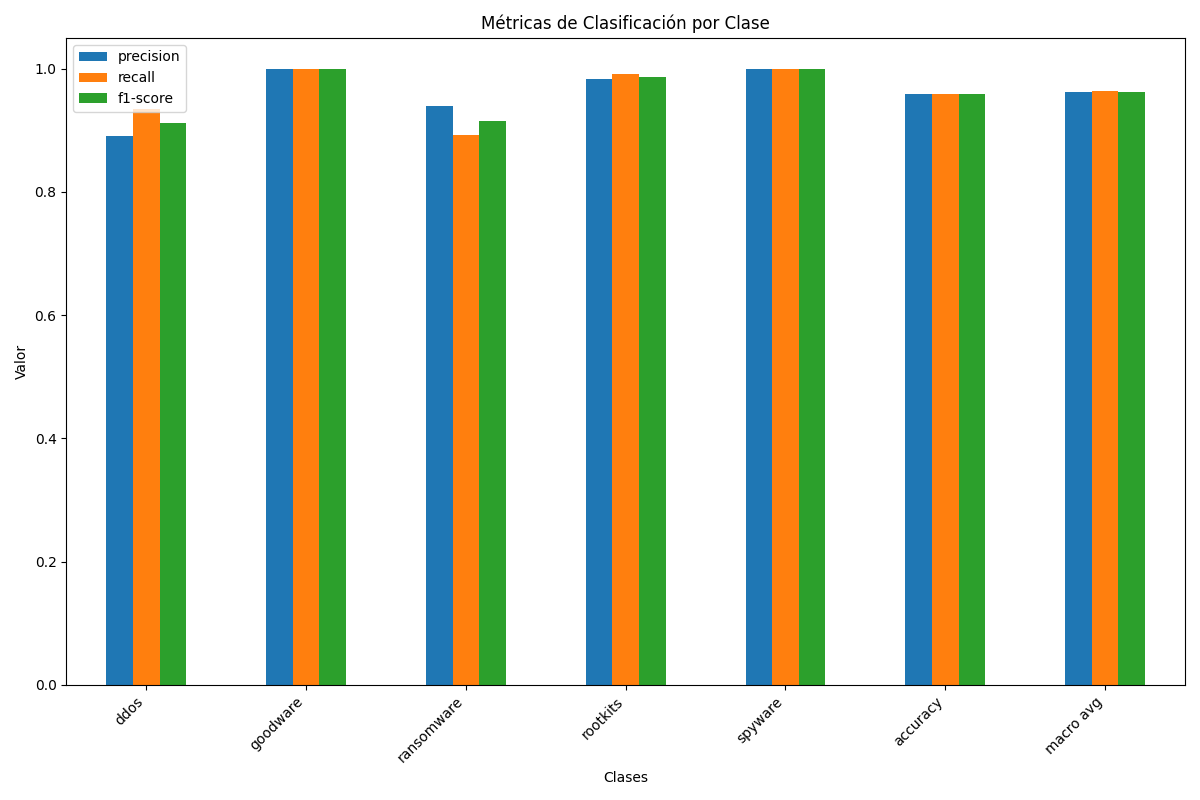 Métricas de Clasificación por Clase
precision
recall
f1-score
1.0
0.8
0.6
0.4
0.2
0.0
Valor
ddos
goodware
ransomware
rootkits
spyware
accuracy
macro avg
Clases